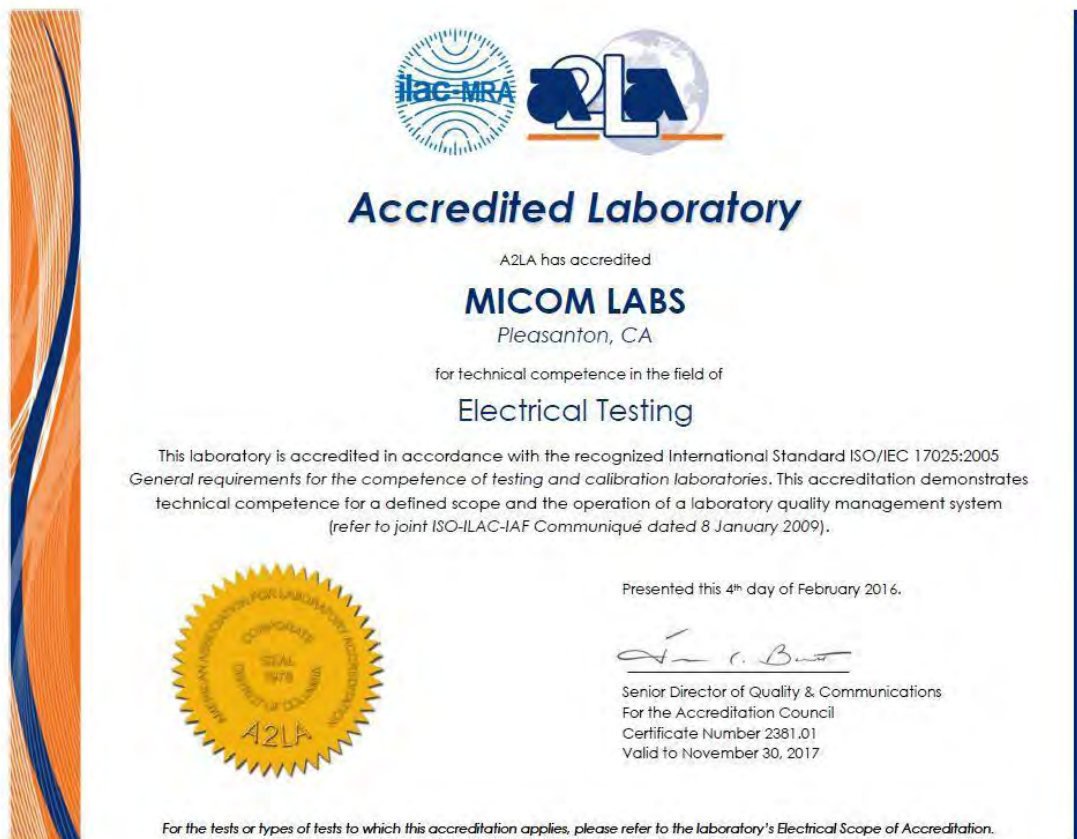 ilac-MRA
A2LA
Accredited Laboratory
A2LA has accredited
MICOM LABS
Pleasanton, CA
for technical competence in the field of
Electrical Testing
This laboratory is accredited in accordance with the recognized International Standard ISO/IEC 17025:2005
General requirements for the competence of testing and calibration laboratories. This accreditation demonstrates
technical competence for a defined scope and the operation of a laboratory quality management system
(refer to joint ISO-ILAC-IAF Communiqué dated 8 January 2009).
AMERICAN ASSOCIATION FOR LABORATORY ACCREDITATION
CORPORATE
SEAL
1978
DISTRICT OF COLUMBIA
A2LA
Presented this 4th day of February 2016.
Senior Director of Quality & Communications
For the Accreditation Council
Certificate Number 2381.01
Valid to November 30, 2017
For the tests or types of tests to which this accreditation applies, please refer to the laboratory's Electrical Scope of Accreditation.